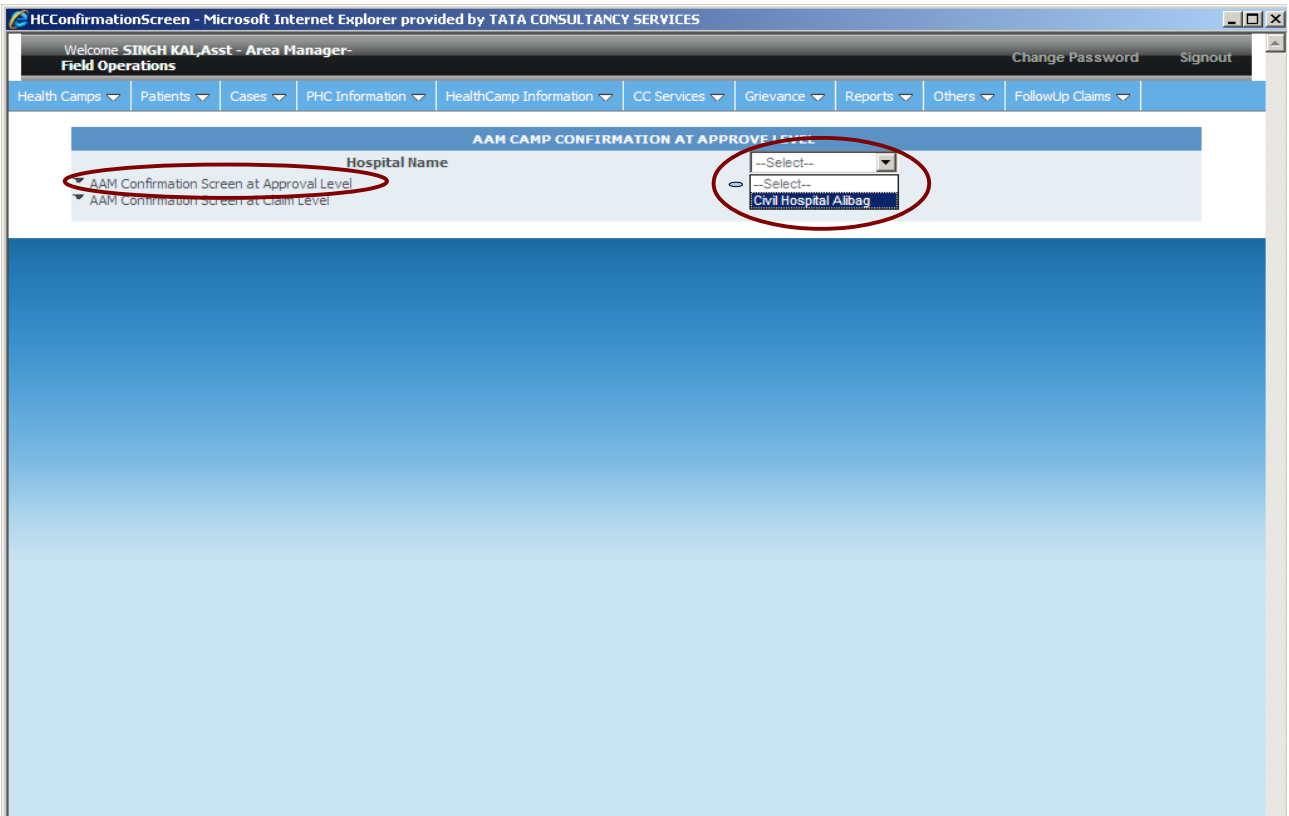 HCConfirmationScreen - Microsoft Internet Explorer provided by TATA CONSULTANCY SERVICES
Welcome SINGH KAL,Asst - Area Manager-
Field Operations
Change Password Signout
Health Camps Patients Cases PHC Information HealthCamp Information CC Services Grievance Reports Others FollowUp Claims
AAM CAMP CONFIRMATION AT APPROVE LEVEL
Hospital Name --Select--
AAM Confirmation Screen at Approval Level --Select--
AAM Confirmation Screen at Claim Level Civil Hospital Alibag